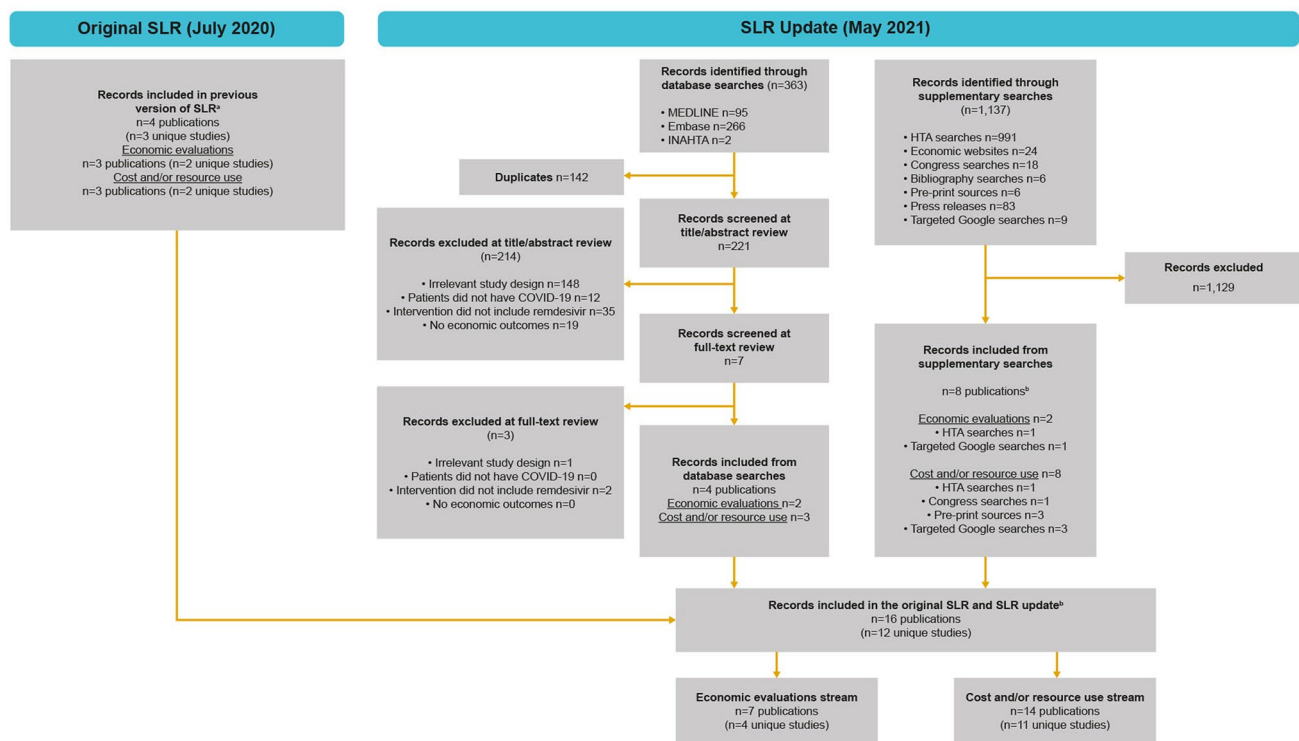 Original SLR (July 2020)
SLR Update (May 2021)
Records included in previous
version of SLRᵃ
n=4 publications
(n=3 unique studies)
Economic evaluations
n=3 publications (n=2 unique studies)
Cost and/or resource use
n=3 publications (n=2 unique studies)
Records identified through
database searches (n=363)
• MEDLINE n=95
• Embase n=266
• INAHTA n=2
Duplicates n=142
Records screened at
title/abstract review
n=221
Records excluded at title/abstract review
(n=214)
• Irrelevant study design n=148
• Patients did not have COVID-19 n=12
• Intervention did not include remdesivir n=35
• No economic outcomes n=19
Records screened at
full-text review
n=7
Records excluded at full-text review
(n=3)
• Irrelevant study design n=1
• Patients did not have COVID-19 n=0
• Intervention did not include remdesivir n=2
• No economic outcomes n=0
Records included from
database searches
n=4 publications
Economic evaluations n=2
Cost and/or resource use n=3
Records identified through
supplementary searches
(n=1,137)
• HTA searches n=991
• Economic websites n=24
• Congress searches n=18
• Bibliography searches n=6
• Pre-print sources n=6
• Press releases n=83
• Targeted Google searches n=9
Records excluded
n=1,129
Records included from
supplementary searches
n=8 publicationsᵇ
Economic evaluations n=2
• HTA searches n=1
• Targeted Google searches n=1
Cost and/or resource use n=8
• HTA searches n=1
• Congress searches n=1
• Pre-print sources n=3
• Targeted Google searches n=3
Records included in the original SLR and SLR updateᵇ
n=16 publications
(n=12 unique studies)
Economic evaluations stream
n=7 publications
(n=4 unique studies)
Cost and/or resource use stream
n=14 publications
(n=11 unique studies)